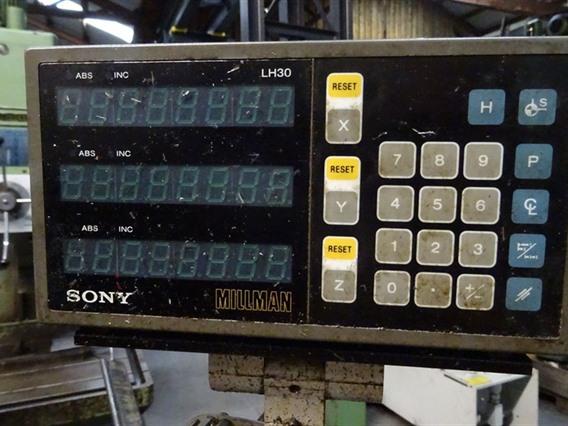 ABS INC LH30
ABS INC
ABS INC
SONY MILLMAN
RESET
X
RESET
Y
RESET
Z
H S
7 8 9 P
4 5 6 CL
1 2 3
0 . +/-